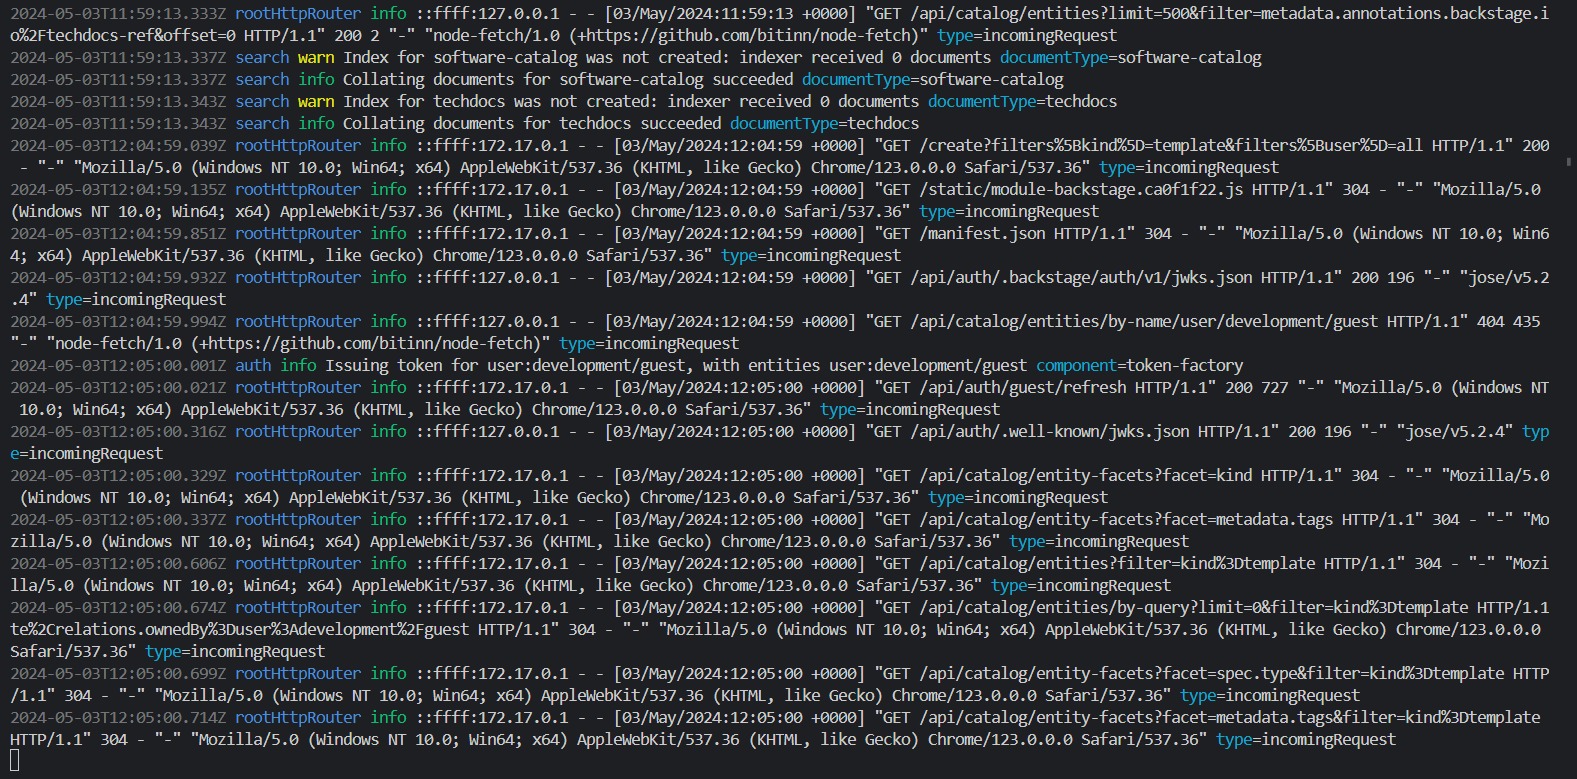 2024-05-03T11:59:13.333Z rootHttpRouter info ::ffff:127.0.0.1 - - [03/May/2024:11:59:13 +0000] "GET /api/catalog/entities?limit=500&filter=metadata.annotations.backstage.i
o%2Ftechdocs-ref&offset=0 HTTP/1.1" 200 2 "-" "node-fetch/1.0 (+https://github.com/bitinn/node-fetch)" type=incomingRequest
2024-05-03T11:59:13.337Z search warn Index for software-catalog was not created: indexer received 0 documents documentType=software-catalog
2024-05-03T11:59:13.337Z search info Collating documents for software-catalog succeeded documentType=software-catalog
2024-05-03T11:59:13.343Z search warn Index for techdocs was not created: indexer received 0 documents documentType=techdocs
2024-05-03T11:59:13.343Z search info Collating documents for techdocs succeeded documentType=techdocs
2024-05-03T12:04:59.039Z rootHttpRouter info ::ffff:172.17.0.1 - - [03/May/2024:12:04:59 +0000] "GET /create?filters%5Bkind%5D=template&filters%5Buser%5D=all HTTP/1.1" 200
 - "-" "Mozilla/5.0 (Windows NT 10.0; Win64; x64) AppleWebKit/537.36 (KHTML, like Gecko) Chrome/123.0.0.0 Safari/537.36" type=incomingRequest
2024-05-03T12:04:59.135Z rootHttpRouter info ::ffff:172.17.0.1 - - [03/May/2024:12:04:59 +0000] "GET /static/module-backstage.ca0f1f22.js HTTP/1.1" 304 - "-" "Mozilla/5.0
(Windows NT 10.0; Win64; x64) AppleWebKit/537.36 (KHTML, like Gecko) Chrome/123.0.0.0 Safari/537.36" type=incomingRequest
2024-05-03T12:04:59.851Z rootHttpRouter info ::ffff:172.17.0.1 - - [03/May/2024:12:04:59 +0000] "GET /manifest.json HTTP/1.1" 304 - "-" "Mozilla/5.0 (Windows NT 10.0; Win6
4; x64) AppleWebKit/537.36 (KHTML, like Gecko) Chrome/123.0.0.0 Safari/537.36" type=incomingRequest
2024-05-03T12:04:59.932Z rootHttpRouter info ::ffff:127.0.0.1 - - [03/May/2024:12:04:59 +0000] "GET /api/auth/.backstage/auth/v1/jwks.json HTTP/1.1" 200 196 "-" "jose/v5.2
.4" type=incomingRequest
2024-05-03T12:04:59.994Z rootHttpRouter info ::ffff:127.0.0.1 - - [03/May/2024:12:04:59 +0000] "GET /api/catalog/entities/by-name/user/development/guest HTTP/1.1" 404 435
"-" "node-fetch/1.0 (+https://github.com/bitinn/node-fetch)" type=incomingRequest
2024-05-03T12:05:00.001Z auth info Issuing token for user:development/guest, with entities user:development/guest component=token-factory
2024-05-03T12:05:00.021Z rootHttpRouter info ::ffff:172.17.0.1 - - [03/May/2024:12:05:00 +0000] "GET /api/auth/guest/refresh HTTP/1.1" 200 727 "-" "Mozilla/5.0 (Windows NT
 10.0; Win64; x64) AppleWebKit/537.36 (KHTML, like Gecko) Chrome/123.0.0.0 Safari/537.36" type=incomingRequest
2024-05-03T12:05:00.316Z rootHttpRouter info ::ffff:127.0.0.1 - - [03/May/2024:12:05:00 +0000] "GET /api/auth/.well-known/jwks.json HTTP/1.1" 200 196 "-" "jose/v5.2.4" typ
e=incomingRequest
2024-05-03T12:05:00.329Z rootHttpRouter info ::ffff:172.17.0.1 - - [03/May/2024:12:05:00 +0000] "GET /api/catalog/entity-facets?facet=kind HTTP/1.1" 304 - "-" "Mozilla/5.0
 (Windows NT 10.0; Win64; x64) AppleWebKit/537.36 (KHTML, like Gecko) Chrome/123.0.0.0 Safari/537.36" type=incomingRequest
2024-05-03T12:05:00.337Z rootHttpRouter info ::ffff:172.17.0.1 - - [03/May/2024:12:05:00 +0000] "GET /api/catalog/entity-facets?facet=metadata.tags HTTP/1.1" 304 - "-" "Mo
zilla/5.0 (Windows NT 10.0; Win64; x64) AppleWebKit/537.36 (KHTML, like Gecko) Chrome/123.0.0.0 Safari/537.36" type=incomingRequest
2024-05-03T12:05:00.606Z rootHttpRouter info ::ffff:172.17.0.1 - - [03/May/2024:12:05:00 +0000] "GET /api/catalog/entities?filter=kind%3Dtemplate HTTP/1.1" 304 - "-" "Mozi
lla/5.0 (Windows NT 10.0; Win64; x64) AppleWebKit/537.36 (KHTML, like Gecko) Chrome/123.0.0.0 Safari/537.36" type=incomingRequest
2024-05-03T12:05:00.674Z rootHttpRouter info ::ffff:172.17.0.1 - - [03/May/2024:12:05:00 +0000] "GET /api/catalog/entities/by-query?limit=0&filter=kind%3Dtemplate HTTP/1.1
te%2Crelations.ownedBy%3Duser%3Adevelopment%2Fguest HTTP/1.1" 304 - "-" "Mozilla/5.0 (Windows NT 10.0; Win64; x64) AppleWebKit/537.36 (KHTML, like Gecko) Chrome/123.0.0.0
Safari/537.36" type=incomingRequest
2024-05-03T12:05:00.699Z rootHttpRouter info ::ffff:172.17.0.1 - - [03/May/2024:12:05:00 +0000] "GET /api/catalog/entity-facets?facet=spec.type&filter=kind%3Dtemplate HTTP
/1.1" 304 - "-" "Mozilla/5.0 (Windows NT 10.0; Win64; x64) AppleWebKit/537.36 (KHTML, like Gecko) Chrome/123.0.0.0 Safari/537.36" type=incomingRequest
2024-05-03T12:05:00.714Z rootHttpRouter info ::ffff:172.17.0.1 - - [03/May/2024:12:05:00 +0000] "GET /api/catalog/entity-facets?facet=metadata.tags&filter=kind%3Dtemplate
HTTP/1.1" 304 - "-" "Mozilla/5.0 (Windows NT 10.0; Win64; x64) AppleWebKit/537.36 (KHTML, like Gecko) Chrome/123.0.0.0 Safari/537.36" type=incomingRequest